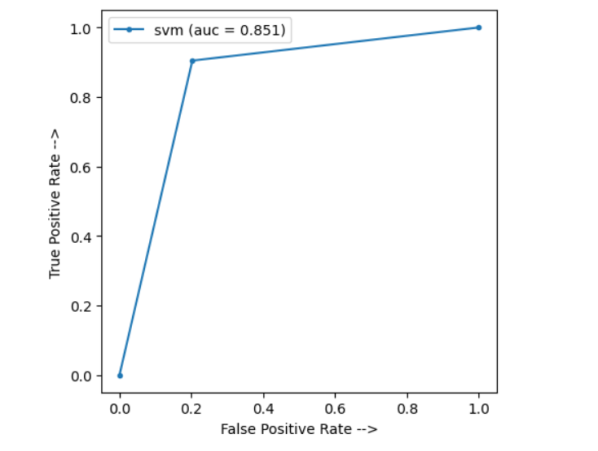 svm (auc = 0.851)
1.0
0.8
0.6
0.4
0.2
0.0
True Positive Rate -->
0.0 0.2 0.4 0.6 0.8 1.0
False Positive Rate -->